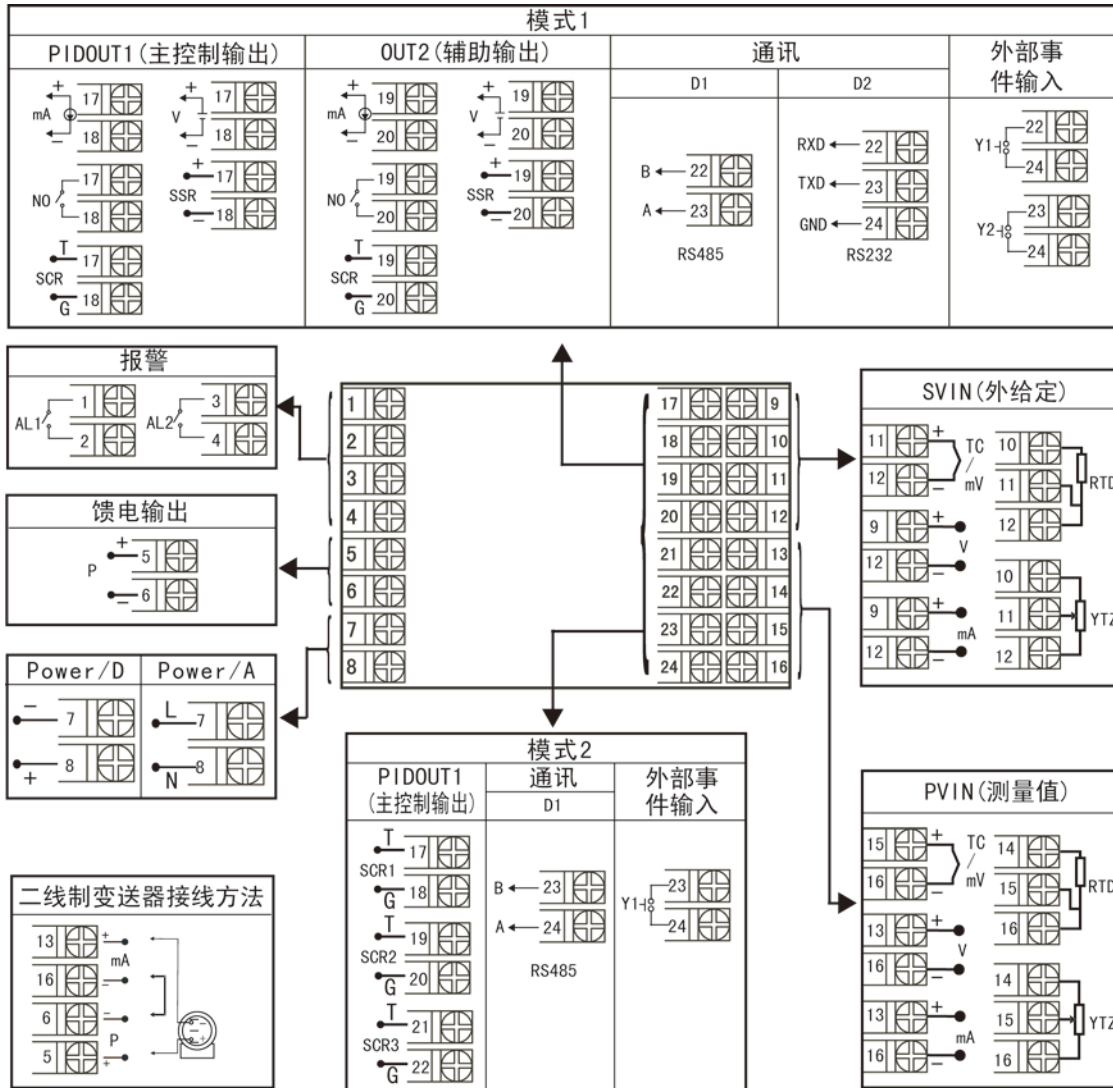 模式1
PIDOUT1(主控制输出)
OUT2(辅助输出)
通讯
外部事
件输入
D1
D2
+
mA
−
17
18
+
V
−
17
18
NO
17
18
+
SSR
−
17
18
T
SCR
G
17
18
+
mA
−
19
20
+
V
−
19
20
NO
19
20
+
SSR
−
19
20
T
SCR
G
19
20
B
22
A
23
RS485
RXD
22
TXD
23
GND
24
RS232
Y1
22
24
Y2
23
24
报警
AL1
1
2
AL2
3
4
馈电输出
+
P
−
5
6
Power/D
Power/A
−
7
+
8
L
7
N
8
1
2
3
4
5
6
7
8
17
9
18
10
19
11
20
12
21
13
22
14
23
15
24
16
SVIN(外给定)
11
+
TC
/
mV
12
−
10
11
12
RTD
9
+
V
12
−
9
+
mA
12
−
10
11
12
YTZ
模式2
PIDOUT1
(主控制输出)
通讯
D1
外部事
件输入
T
17
SCR1
G
18
T
19
SCR2
G
20
T
21
SCR3
G
22
B
23
A
24
RS485
Y1
23
24
PVIN(测量值)
15
+
TC
/
mV
16
−
14
15
16
RTD
13
+
V
16
−
13
+
mA
16
−
14
15
16
YTZ
二线制变送器接线方法
13
+
mA
16
−
6
−
P
5
+
−
+